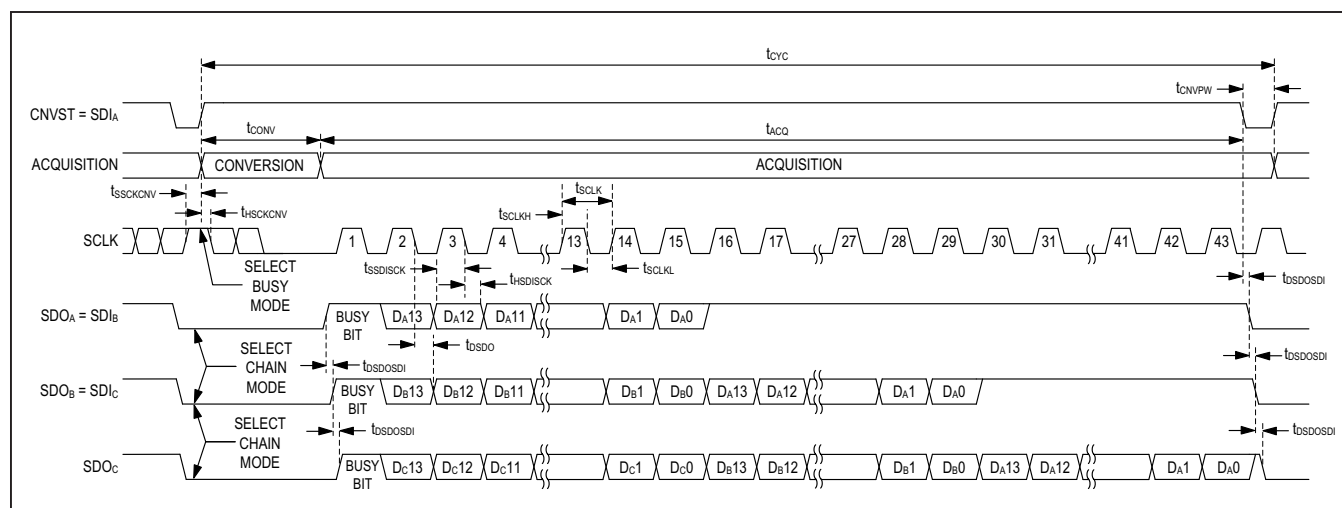 tCYC
tCNVPW
CNVST = SDIA
tCONV
tACQ
ACQUISITION
CONVERSION
ACQUISITION
tSSCKCNV
tHSCKCNV
tSCLK
tSCLKH
SCLK
1 2 3 4 13 14 15 16 17 27 28 29 30 31 41 42 43
SELECT
BUSY
MODE
tSSDISCK
tHSDISCK
tSCLKL
tDSDOSDI
SDOA = SDIB
BUSY
BIT
DA13 DA12 DA11 DA1 DA0
SELECT
CHAIN
MODE
tDSDOSDI
tDSDO
tDSDOSDI
SDOB = SDIC
BUSY
BIT
DB13 DB12 DB11 DB1 DB0 DA13 DA12 DA1 DA0
SELECT
CHAIN
MODE
tDSDOSDI
tDSDOSDI
SDOC
BUSY
BIT
DC13 DC12 DC11 DC1 DC0 DB13 DB12 DB1 DB0 DA13 DA12 DA1 DA0